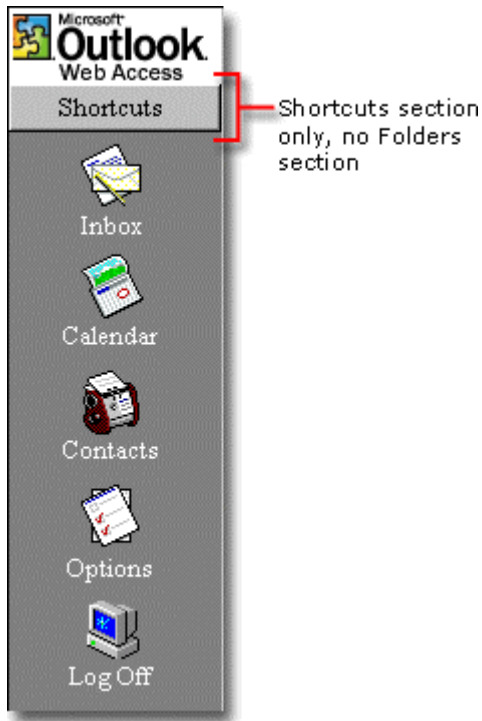 Microsoft
Outlook
Web Access
Shortcuts
Shortcuts section
only, no Folders
section
Inbox
Calendar
Contacts
Options
Log Off